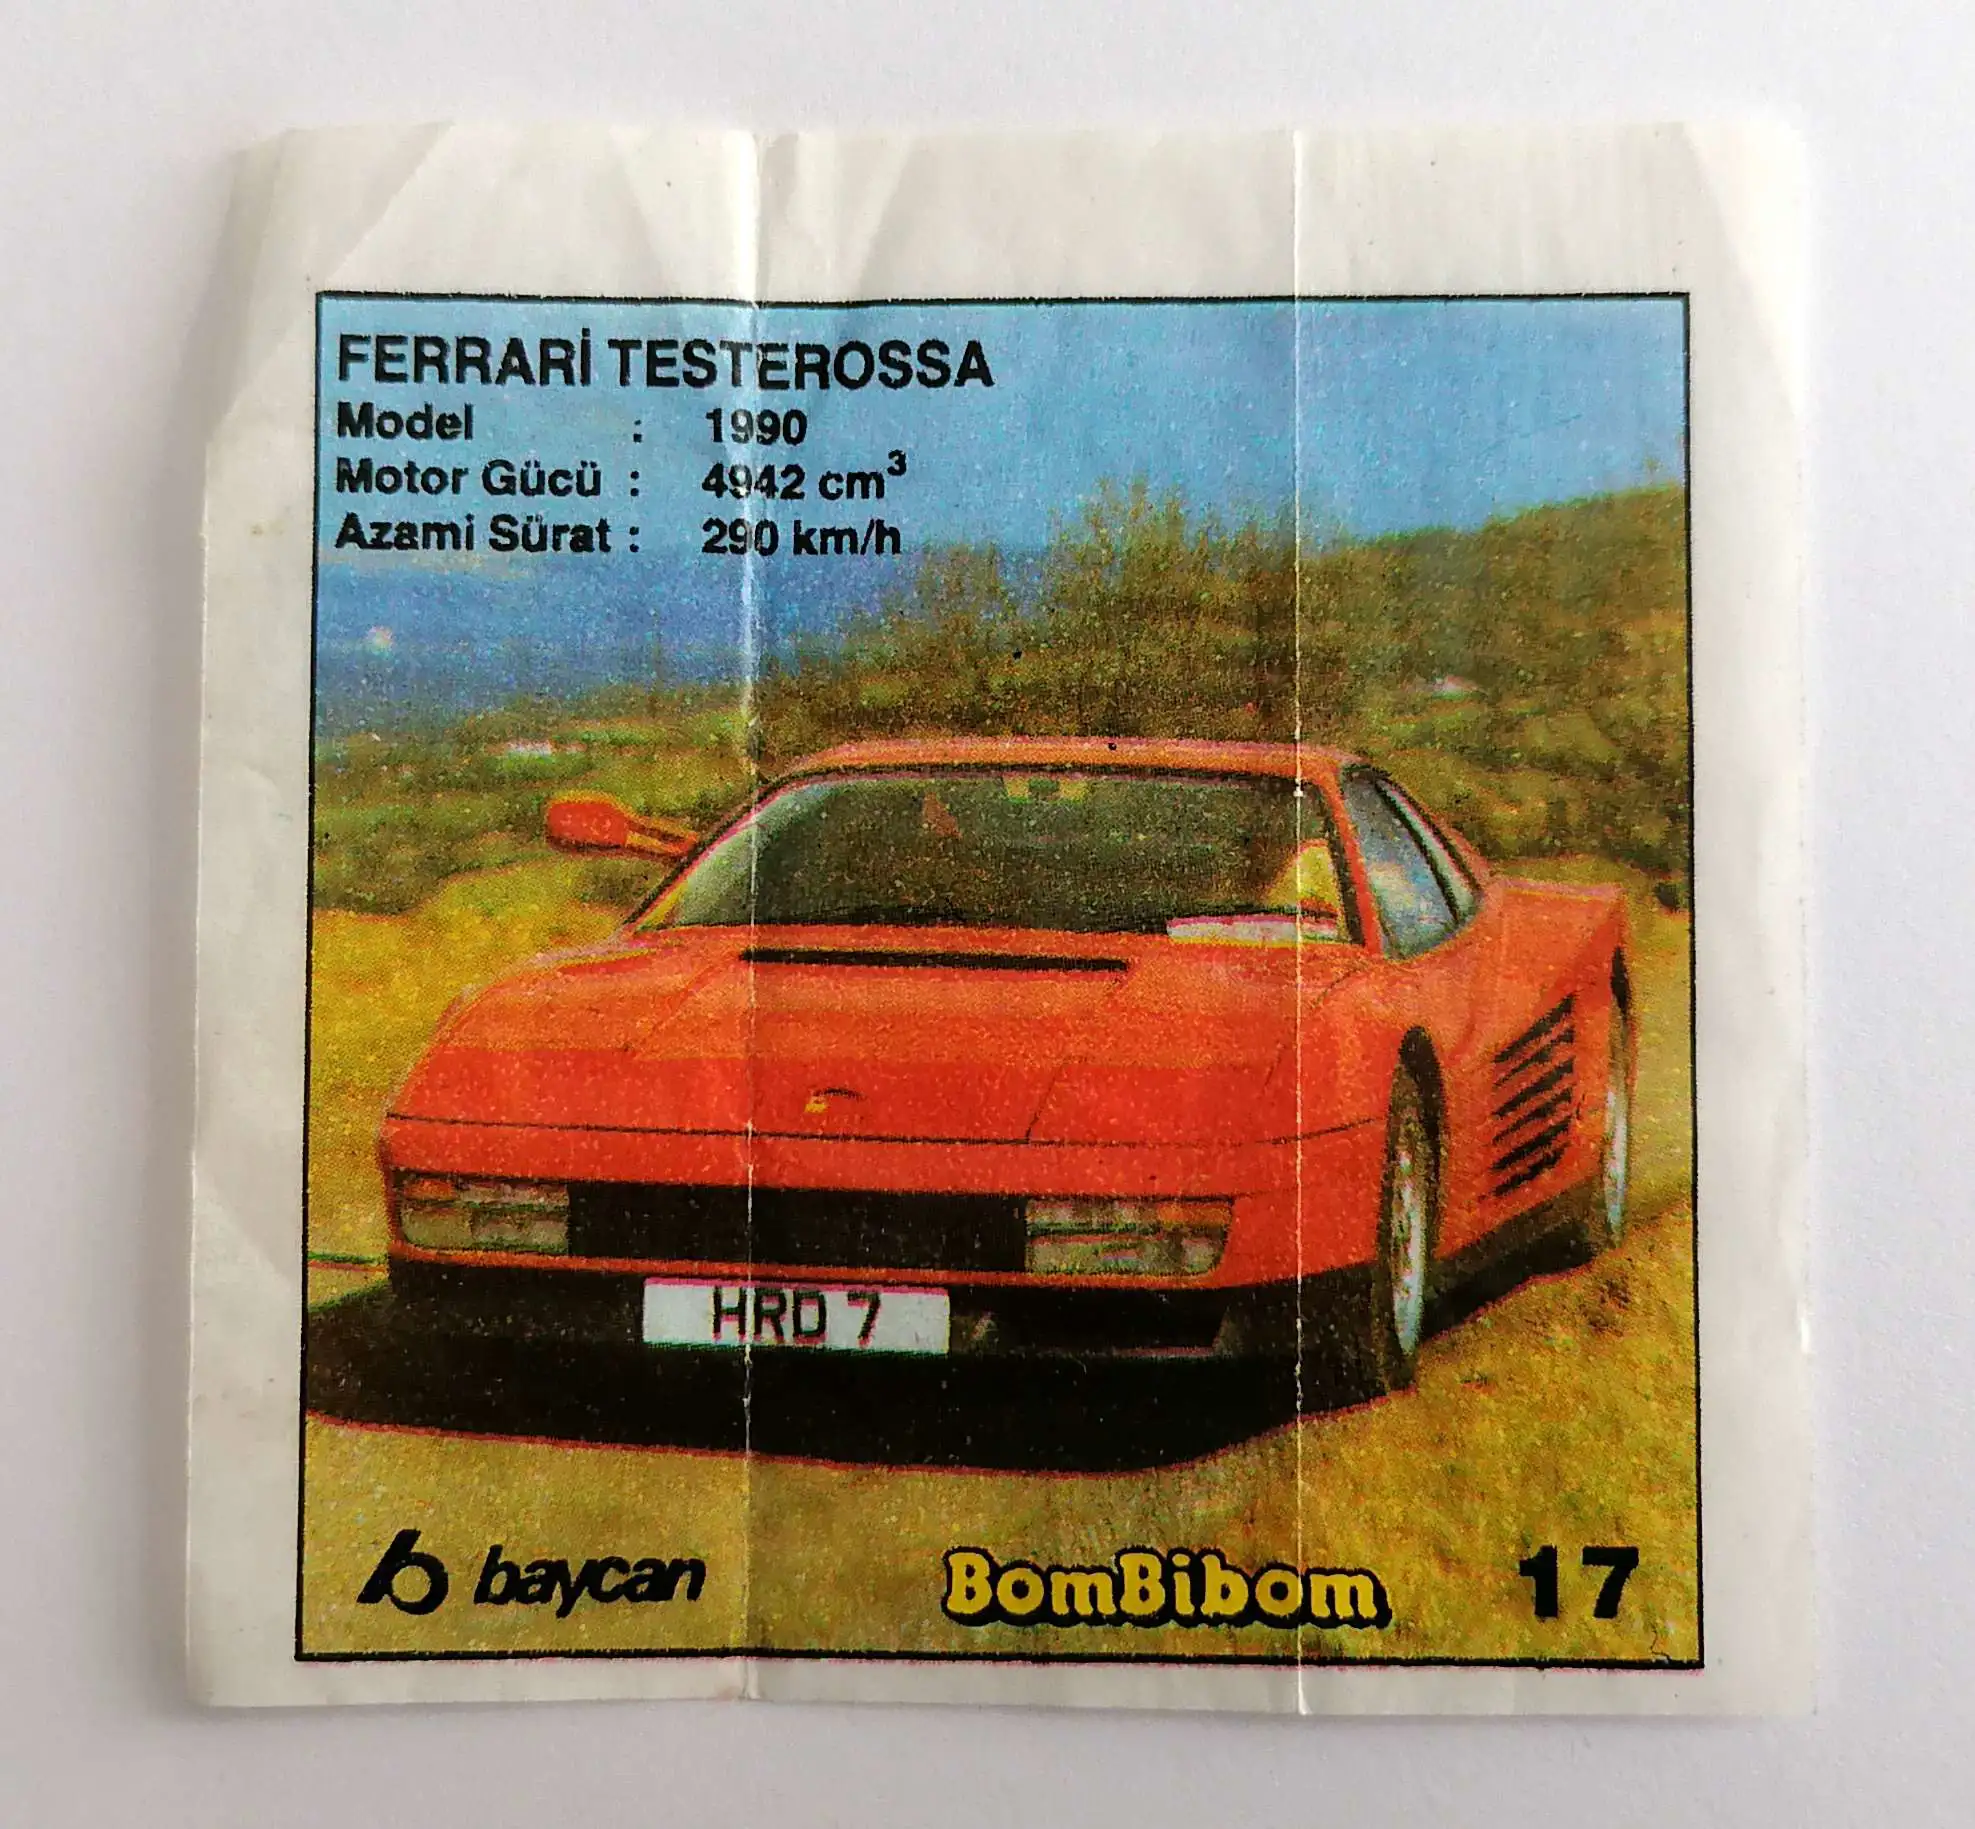 FERRARİ TESTEROSSA
Model : 1990
Motor Gücü : 4942 cm³
Azami Sürat : 290 km/h
HRD 7
b baycan BomBibom 17